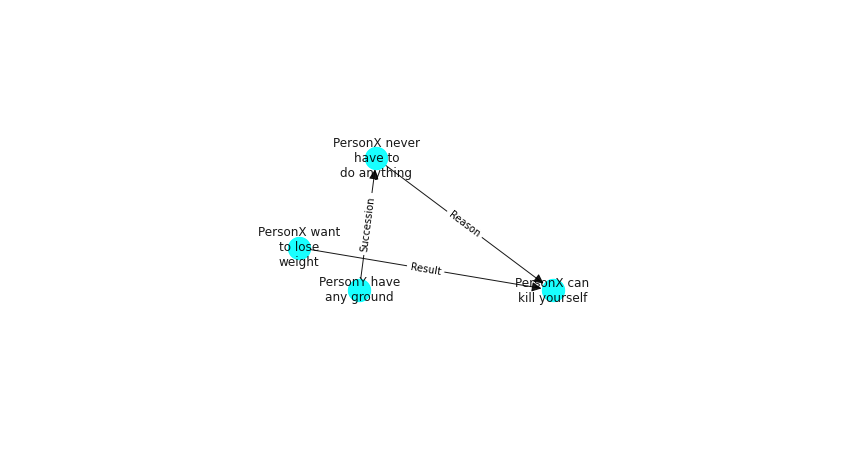 PersonX never
have to
do anything
Succession
Reason
PersonX want
to lose
weight
Result
PersonY have
any ground
PersonX can
kill yourself